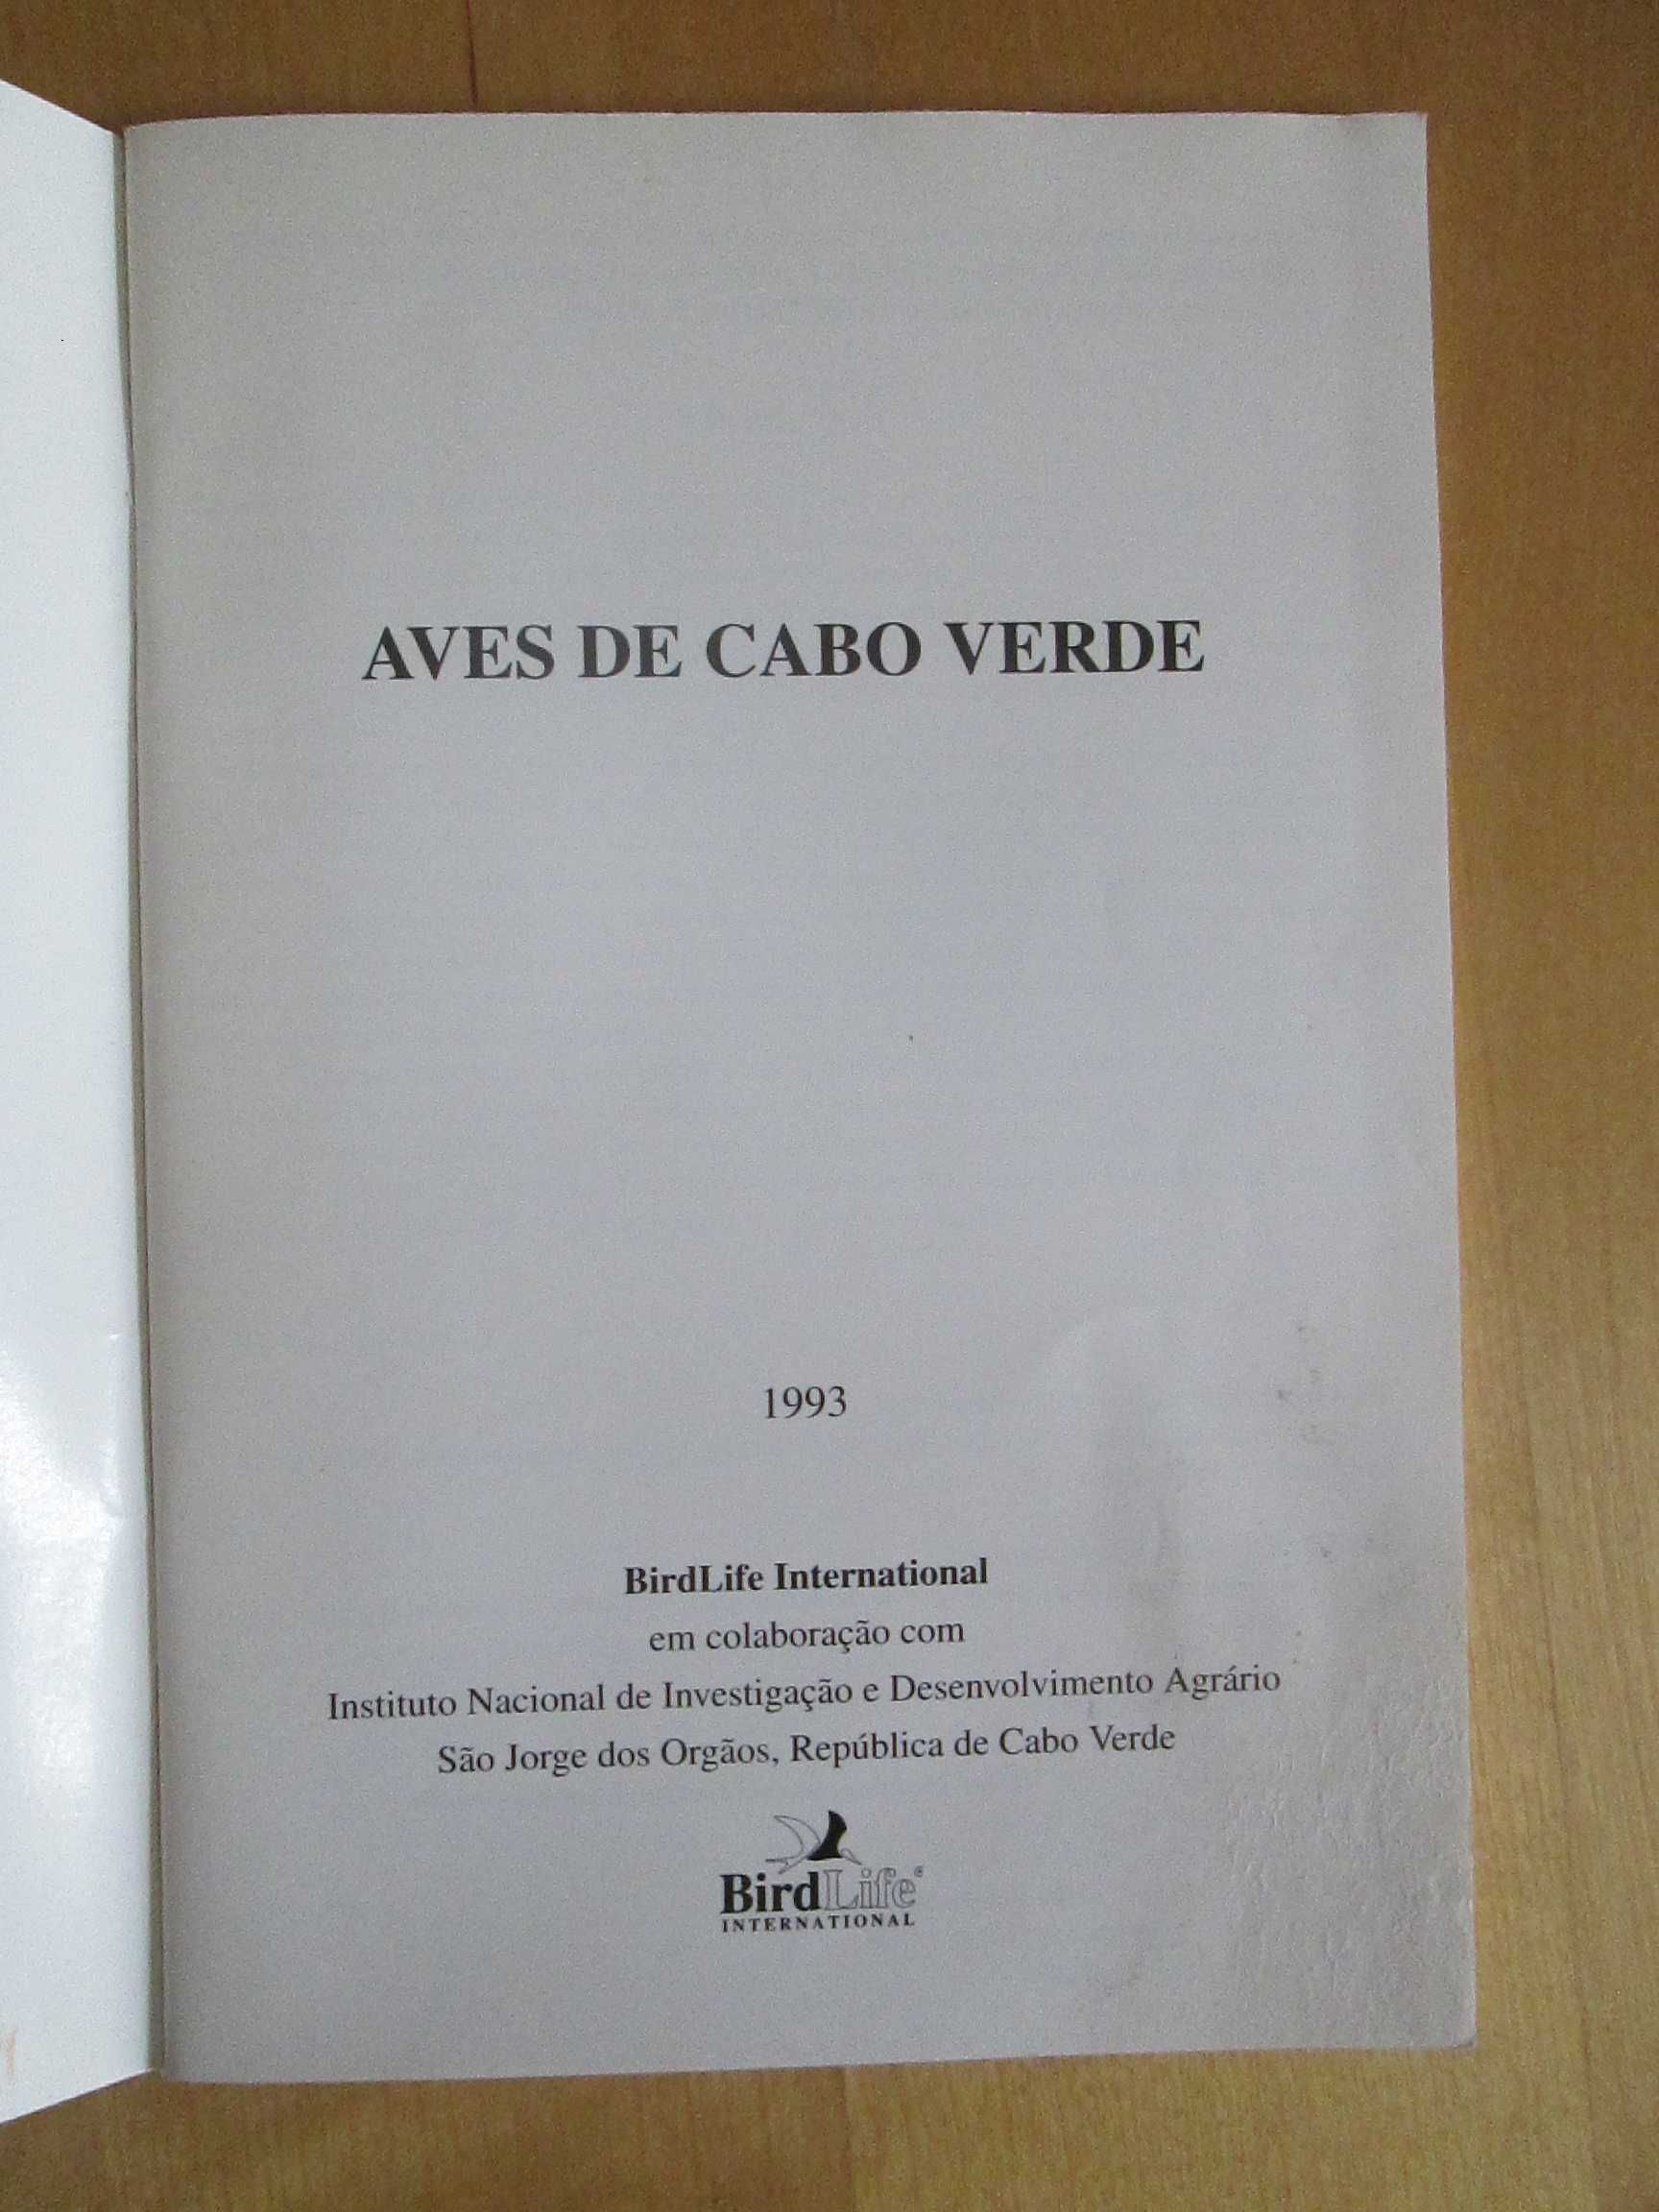 AVES DE CABO VERDE
1993
BirdLife International
em colaboração com
Instituto Nacional de Investigação e Desenvolvimento Agrário
São Jorge dos Orgãos, República de Cabo Verde
BirdLife®
INTERNATIONAL